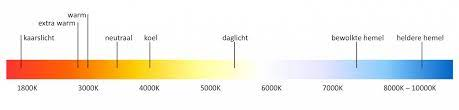 warm
extra warm
kaarslicht neutraal koel daglicht bewolkte hemel heldere hemel
1800K 3000K 4000K 5000K 6000K 7000K 8000K – 10000K